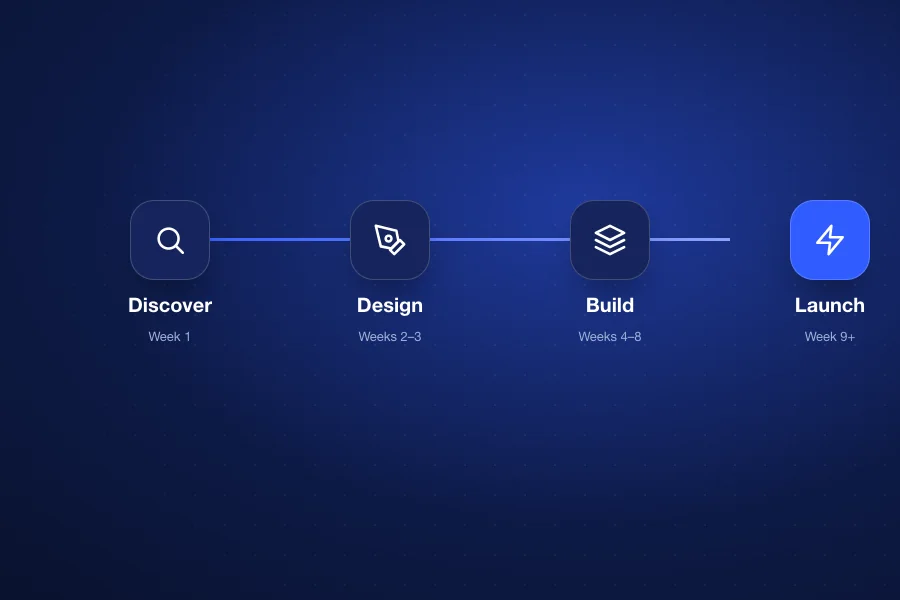 Discover
Week 1
Design
Weeks 2–3
Build
Weeks 4–8
Launch
Week 9+